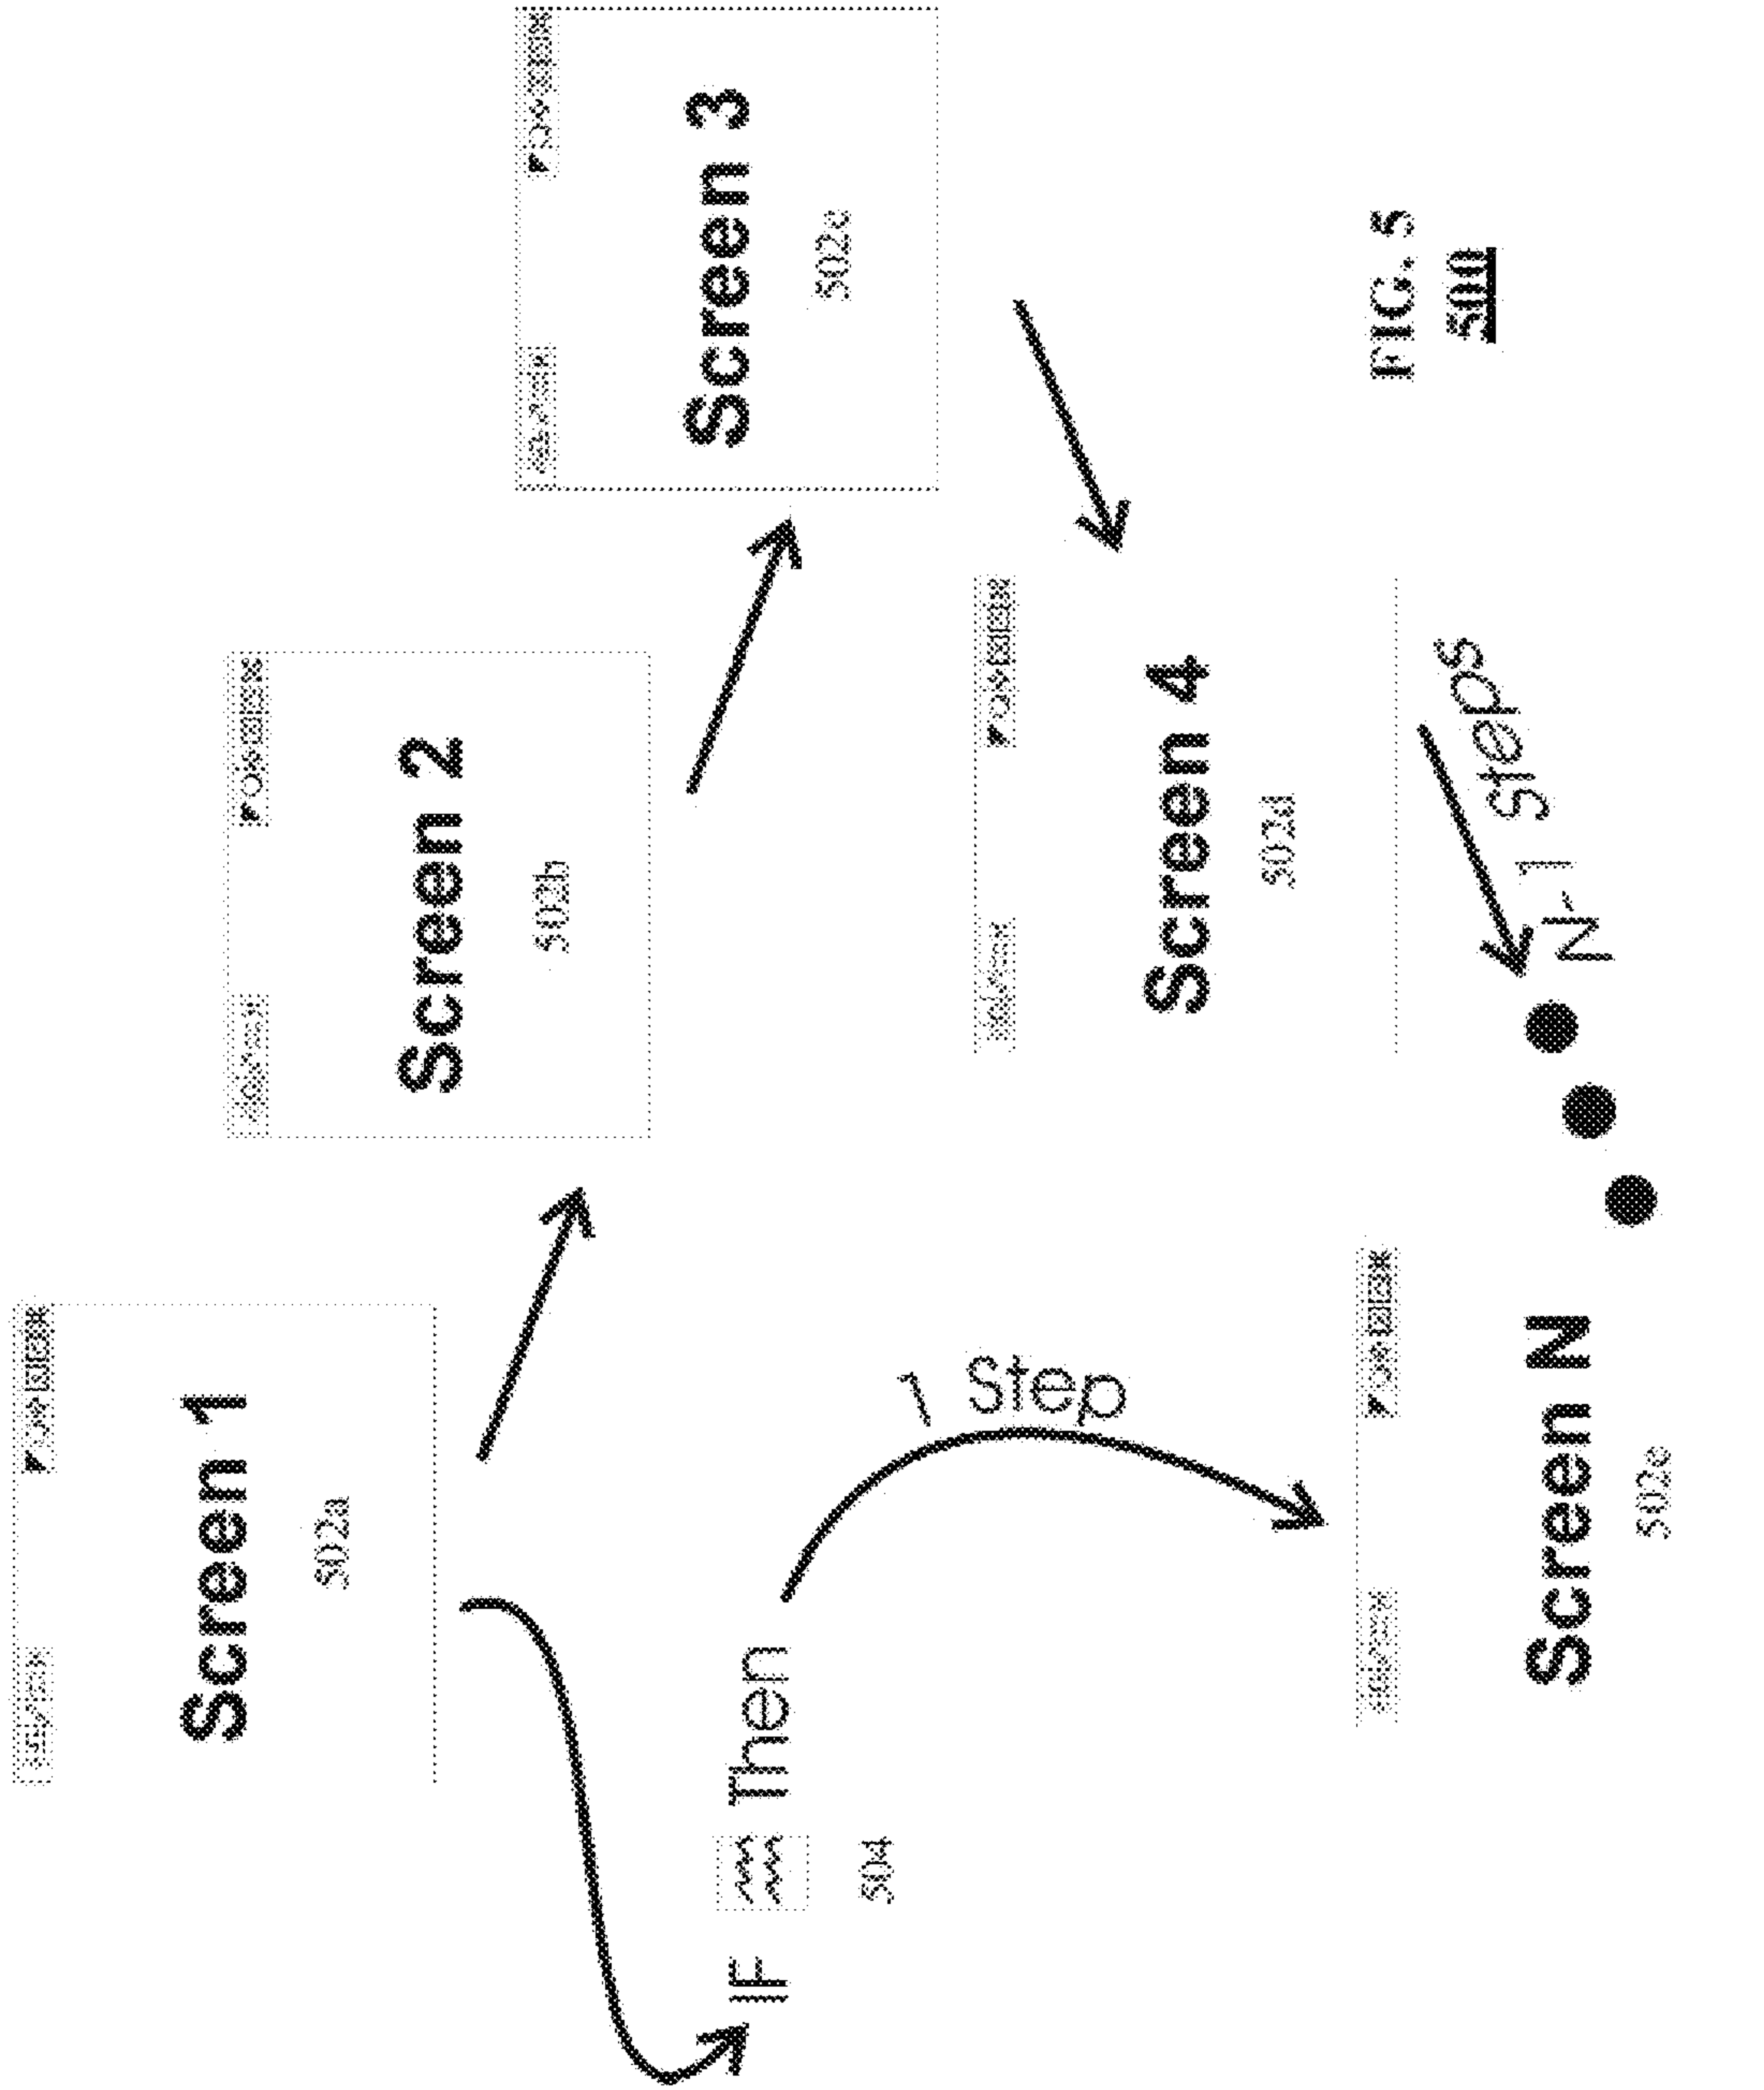 Screen 1
502a
Screen 2
502b
Screen 3
502c
Screen 4
502d
N-1 Steps
IF
Then
504
1 Step
Screen N
502e
FIG. 5
500